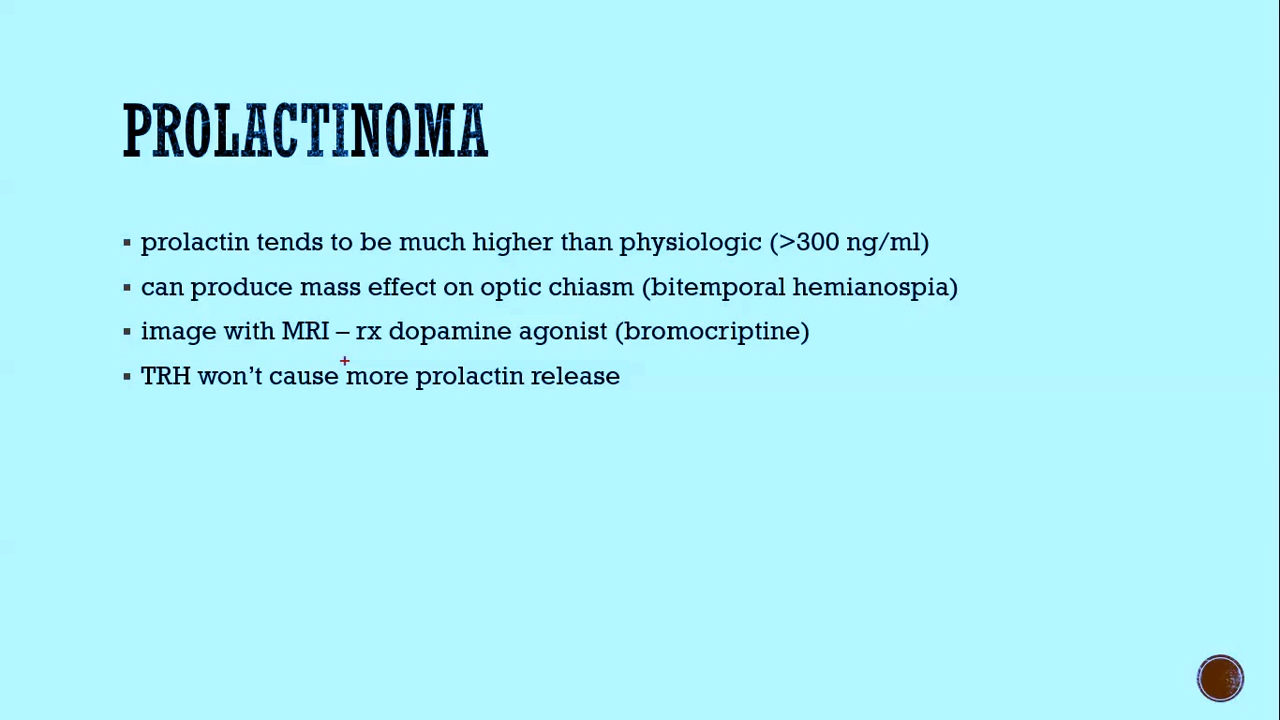 PROLACTINOMA
▪ prolactin tends to be much higher than physiologic (>300 ng/ml)
▪ can produce mass effect on optic chiasm (bitemporal hemianospia)
▪ image with MRI – rx dopamine agonist (bromocriptine)
▪ TRH won’t cause more prolactin release